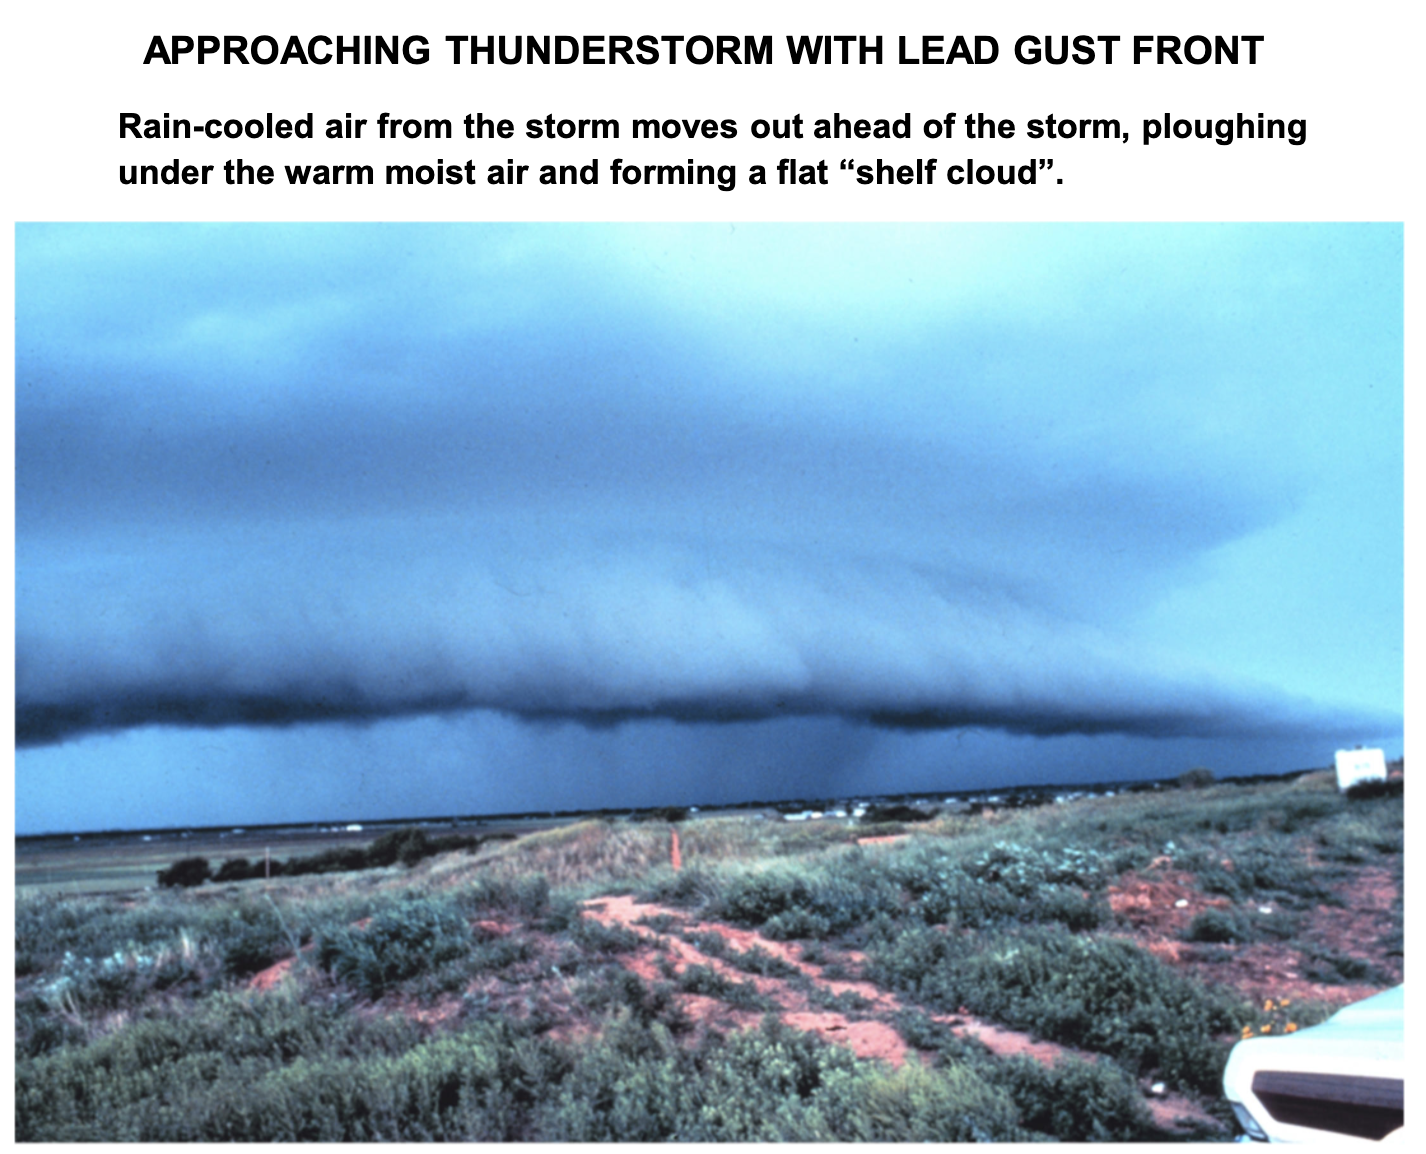 APPROACHING THUNDERSTORM WITH LEAD GUST FRONT
Rain-cooled air from the storm moves out ahead of the storm, ploughing
under the warm moist air and forming a flat “shelf cloud”.